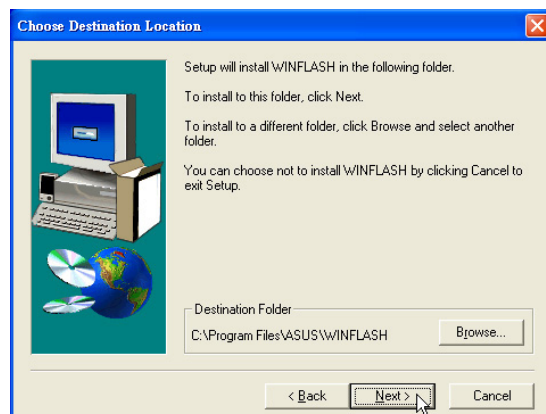 Choose Destination Location
Setup will install WINFLASH in the following folder.
To install to this folder, click Next.
To install to a different folder, click Browse and select another
folder.
You can choose not to install WINFLASH by clicking Cancel to
exit Setup.
Destination Folder
C:\Program Files\ASUS\WINFLASH
Browse...
< Back
Next >
Cancel